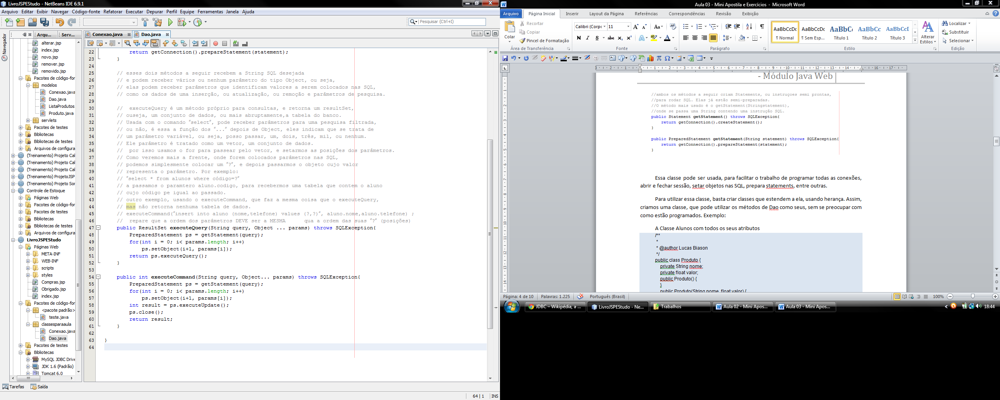 LivroJSPEStudo - NetBeans IDE 6.9.1
Arquivo Editar Exibir Navegar Código-fonte Refatorar Executar Depurar Perfil Equipe Ferramentas Janela Ajuda
Pesquisar (Ctrl+I)
Navegador
Arqu... Serv...
alterar.jsp
index.jsp
novo.jsp
remover.jsp
removido.jsp
Pacotes de código-for
modelos
Conexao.java
Dao.java
ListaProdutos.
Produto.java
servlets
Pacotes de testes
Bibliotecas
Bibliotecas de testes
Arquivos de configura
(Treinamento) Projeto Cal
(Treinamento) Projeto Cal
(Treinamento) Projeto Cal
(Treinamento) ProjetoJSP
(Treinamento) Projeto Sor
Controle de Estoque
Páginas Web
Pacotes de código-for
Pacotes de testes
Bibliotecas
Bibliotecas de testes
Arquivos de configura
LivroJSPEStudo
Páginas Web
META-INF
WEB-INF
scripts
styles
Compras.jsp
Obrigado.jsp
index.jsp
Pacotes de código-for
<pacote padrão>
teste.java
classesparaaula
Conexao.java
Dao.java
Pacotes de testes
Bibliotecas
MySQL JDBC Drive
JDK 1.6 (Padrão)
Tomcat 6.0
Tarefas Saída
Conexao.java Dao.java
22 return getConnection().prepareStatement(statement);
23 }
24
25 // esses dois métodos a seguir recebem a String SQL desejada
26 // e podem receber vários ou nenhum parâmetro do tipo Object, ou seja,
27 // elas podem receber parâmetros que identificam valores a serem colocados nas SQL,
28 // como os dados de uma inserção, ou atualização, ou remoção e parâmetros de pesquisa.
29
30 //  executeQuery é um método próprio para consultas, e retorna um resultSet,
31 // ouseja, um conjunto de dados, ou mais abruptamente,a tabela do banco.
32 // Usada com o comando "select", pode receber parâmetros para uma pesquisa filtrada,
33 // ou não, é essa a função dos "..." depois de Object, eles indicam que se trata de
34 // um parâmetro variável, ou seja, posso passar, um, dois, três, mil, ou nenhum.
35 // Ele parâmetro é tratado como um vetor, um conjunto de dados.
36 //  por isso usamos o for para passear pelo vetor, e setarmos as posições dos parâmetros.
37 // Como veremos mais a frente, onde forem colocados parâmetros nas SQL,
38 // podemos simplesmente colocar um "?", e depois passarmos o objeto cujo valor
39 // representa o parâmetro. Por exemplo:
40 // "select * from alunos where código=?"
41 // a passamos o paramtero aluno.codigo, para recebermos uma tabela que contem o aluno
42 // cujo código pe igual ao passado.
43 // outro exemplo, usando o executeCommand, que faz a mesma coisa que o executeQuery,
44 // mas não retorna nenhuma tabela de dados.
45 // executeCommand("insert into aluno (nome,telefone) values (?,?)", aluno.nome,aluno.telefone) ;
46 //  repare que a ordem dos parâmetros DEVE ser a MESMA      qua a ordem das suas "?" (posições)
47 public ResultSet executeQuery(String query, Object ... params) throws SQLException{
48 PreparedStatement ps = getStatement(query);
49 for(int i = 0; i< params.length; i++)
50 ps.setObject(i+1, params[i]);
51 return ps.executeQuery();
52 }
53
54 public int executeCommand(String query, Object... params) throws SQLException{
55 PreparedStatement ps = getStatement(query);
56 for(int i = 0; i< params.length; i++)
57 ps.setObject(i+1, params[i]);
58 int result = ps.executeUpdate();
59 ps.close();
60 return result;
61 }
62
63 }
64
64 | 1 INS
Aula 03 - Mini Apostila e Exercícios - Microsoft Word
Arquivo Página Inicial Inserir Layout da Página Referências Correspondências Revisão Exibição
Colar
Recortar
Copiar
Pincel de Formatação
Área de Transferência
Calibri (Corpo 11
N I S abc x₂ x²
Fonte
Parágrafo
AaBbCcDc AaBbCcDc AaBbC AaBbCc AaBbCcI
¶ Normal ¶ Sem Esp... Título 1 Título 2 Título 3
Alterar Estilos
Estilo
Localizar
Substituir
Selecionar
Edição
3 2 1 1 2 3 4 5 6 7 8 9 10 11 12 13 14 16 17
- Módulo Java Web
//ambos os métodos a seguir criam Statements, ou instruçoes semi prontas,
//para rodar SQL. Elas já estão semi-preparadas.
//O método mais usado é o getStatement(Stringstatement),
//onde se passa uma String contendo uma instrução SQL.
public Statement getStatement() throws SQLException{
return getConnection().createStatement();
}
public PreparedStatement getStatement(String statement) throws SQLException{
return getConnection().prepareStatement(statement);
}
Essa classe pode ser usada, para facilitar o trabalho de programar todas as conexões,
abrir e fechar sessão, setar objetos nas SQL, prepara statements, entre outras.
Para utilizar essa classe, basta criar classes que estendem a ela, usando herança. Assim,
criamos uma classe, que pode utilizar os métodos de Dao como seus, sem se preocupar com
como estão programados. Exemplo:
A Classe Alunos com todos os seus atributos
/**
*
* @author Lucas Biason
*/
public class Produto {
private String nome;
private float valor;
public Produto() {
}
public Produto(String nome, float valor) {
Página: 4 de 10 Palavras: 1.225 Português (Brasil) 100%
JDBC – Wikipédia, a ... LivroJSPEStudo - Ne... Trabalhos Aula 02 - Mini Apos... Aula 03 - Mini Apos... 18:44